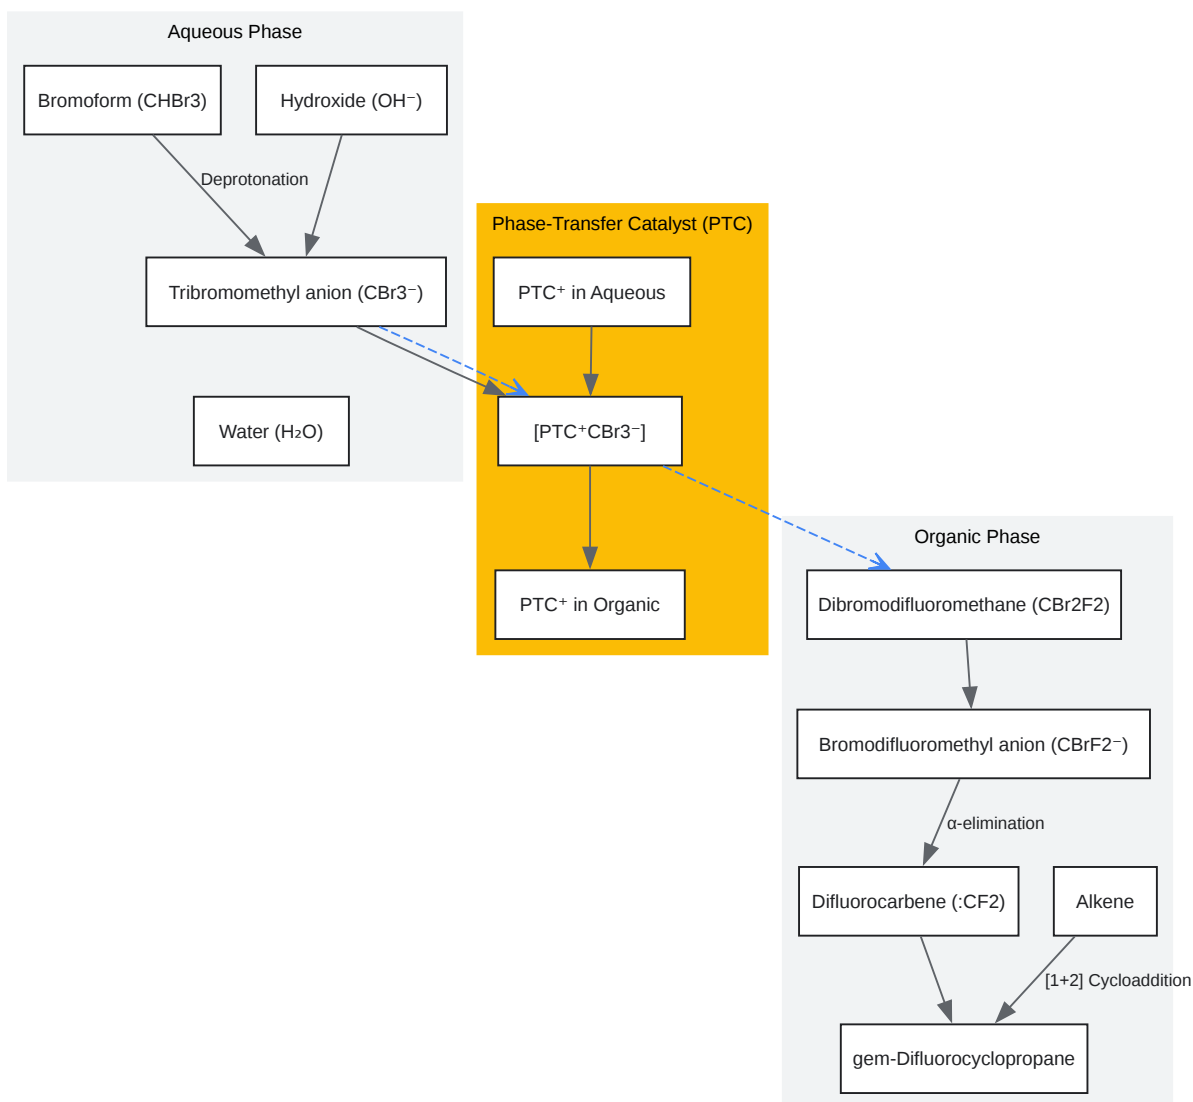 Aqueous Phase
Bromoform (CHBr3)
Hydroxide (OH⁻)
Deprotonation
Phase-Transfer Catalyst (PTC)
Tribromomethyl anion (CBr3⁻)
PTC⁺ in Aqueous
Water (H₂O)
[PTC⁺CBr3⁻]
Organic Phase
PTC⁺ in Organic
Dibromodifluoromethane (CBr2F2)
Bromodifluoromethyl anion (CBrF2⁻)
α-elimination
Difluorocarbene (:CF2)
Alkene
[1+2] Cycloaddition
gem-Difluorocyclopropane